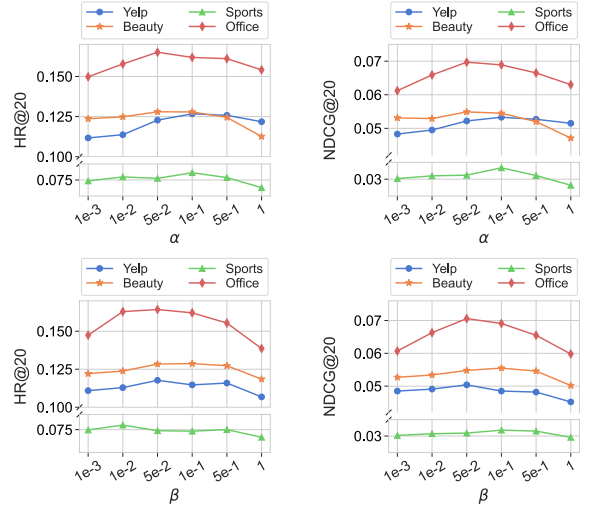 Yelp Sports
Beauty Office
HR@20
0.150
0.125
0.100
0.075
1e-3 1e-2 5e-2 1e-1 5e-1 1
α
Yelp Sports
Beauty Office
NDCG@20
0.07
0.06
0.05
0.03
1e-3 1e-2 5e-2 1e-1 5e-1 1
α
Yelp Sports
Beauty Office
HR@20
0.150
0.125
0.100
0.075
1e-3 1e-2 5e-2 1e-1 5e-1 1
β
Yelp Sports
Beauty Office
NDCG@20
0.07
0.06
0.05
0.03
1e-3 1e-2 5e-2 1e-1 5e-1 1
β